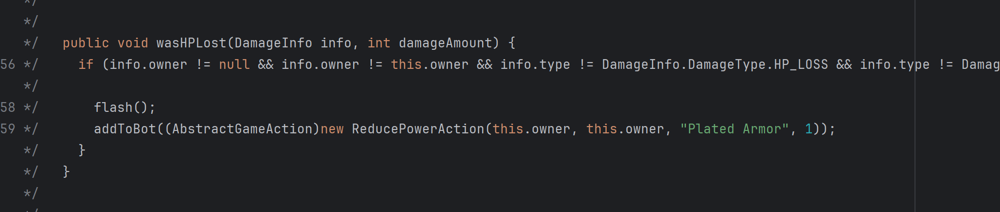 */
*/
*/   public void wasHPLost(DamageInfo info, int damageAmount) {
56 */     if (info.owner != null && info.owner != this.owner && info.type != DamageInfo.DamageType.HP_LOSS && info.type != Damag
*/
58 */       flash();
59 */       addToBot((AbstractGameAction)new ReducePowerAction(this.owner, this.owner, "Plated Armor", 1));
*/     }
*/   }
*/